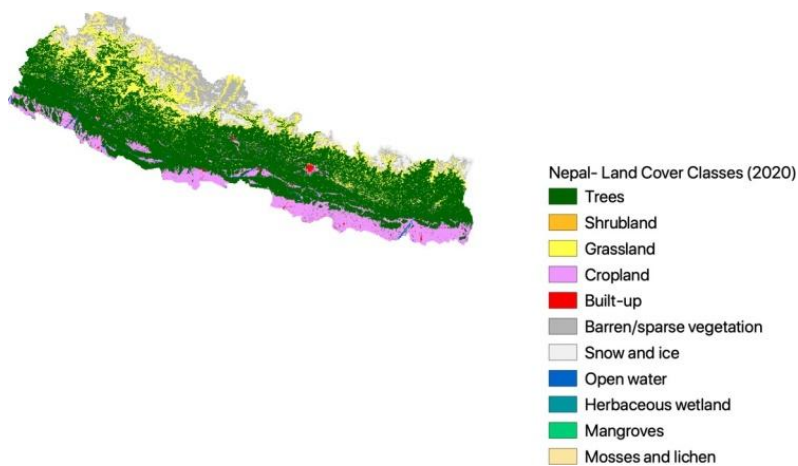 Nepal- Land Cover Classes (2020)
Trees
Shrubland
Grassland
Cropland
Built-up
Barren/sparse vegetation
Snow and ice
Open water
Herbaceous wetland
Mangroves
Mosses and lichen